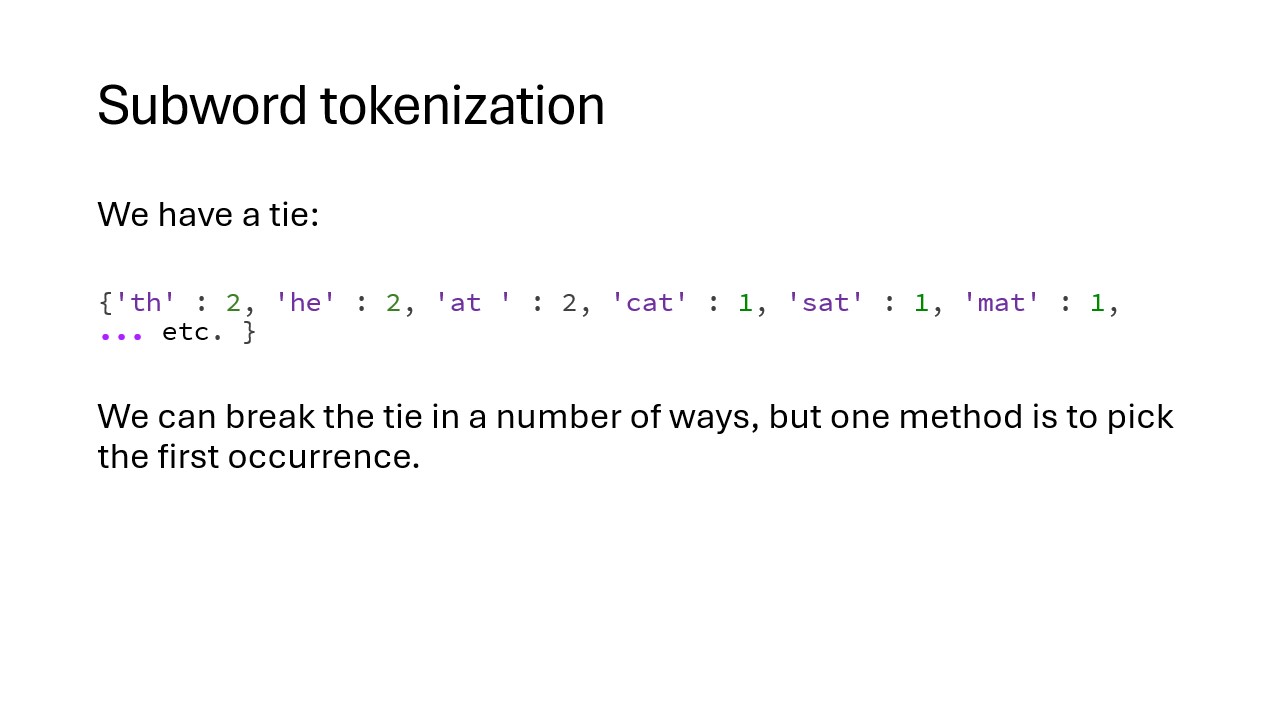 Subword tokenization
We have a tie:
{'th' : 2, 'he' : 2, 'at ' : 2, 'cat' : 1, 'sat' : 1, 'mat' : 1,
... etc. }
We can break the tie in a number of ways, but one method is to pick
the first occurrence.